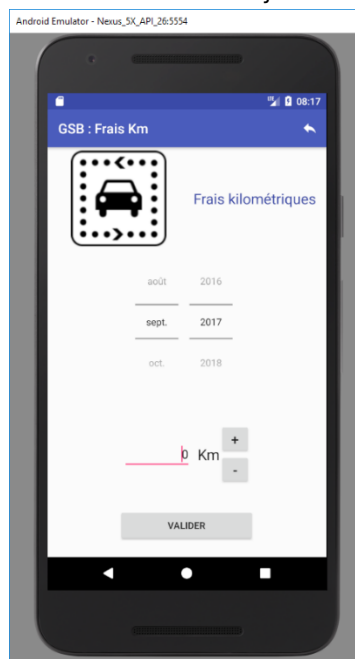 Android Emulator - Nexus_5X_API_26:5554
08:17
GSB : Frais Km
Frais kilométriques
août 2016
sept. 2017
oct. 2018
0 Km
+
-
VALIDER